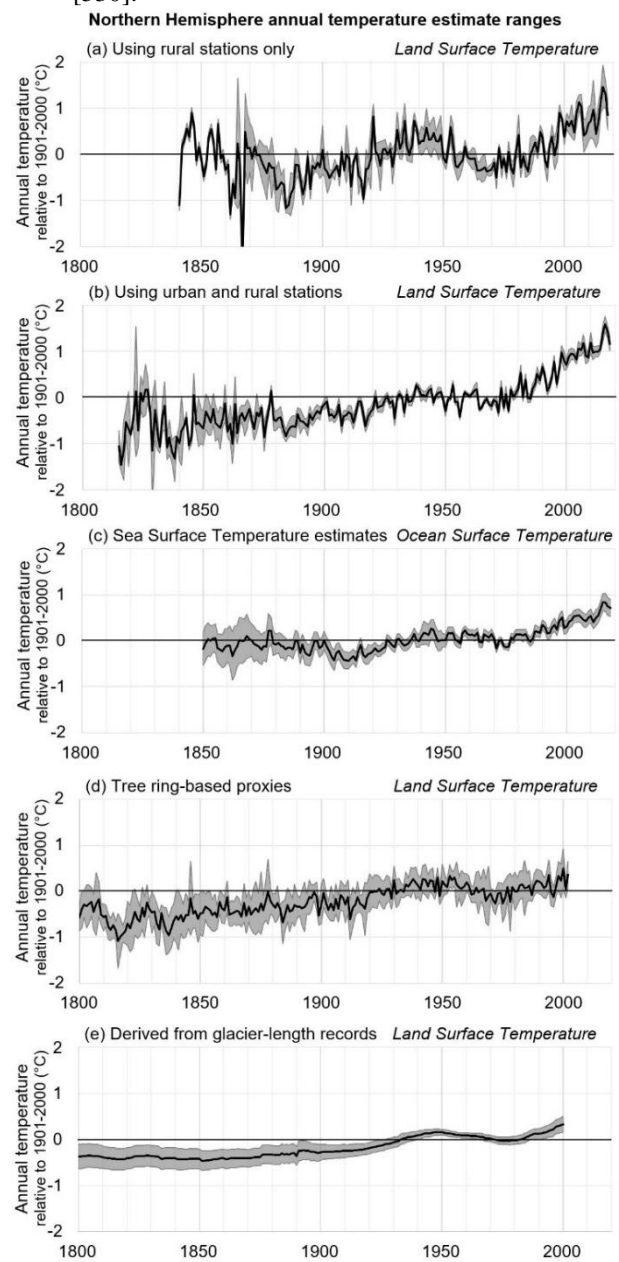 [350].
Northern Hemisphere annual temperature estimate ranges
(a) Using rural stations only Land Surface Temperature
Annual temperature
relative to 1901-2000 (°C)
2
1
0
-1
-2
1800 1850 1900 1950 2000
(b) Using urban and rural stations Land Surface Temperature
Annual temperature
relative to 1901-2000 (°C)
2
1
0
-1
-2
1800 1850 1900 1950 2000
(c) Sea Surface Temperature estimates Ocean Surface Temperature
Annual temperature
relative to 1901-2000 (°C)
2
1
0
-1
-2
1800 1850 1900 1950 2000
(d) Tree ring-based proxies Land Surface Temperature
Annual temperature
relative to 1901-2000 (°C)
2
1
0
-1
-2
1800 1850 1900 1950 2000
(e) Derived from glacier-length records Land Surface Temperature
Annual temperature
relative to 1901-2000 (°C)
2
1
0
-1
-2
1800 1850 1900 1950 2000